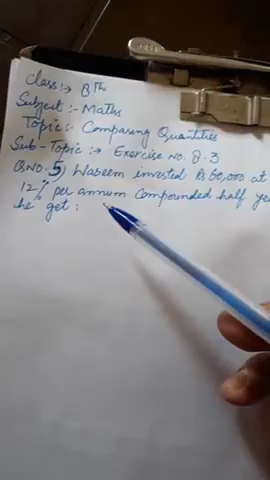 Class:→ 8th
Subject:- Maths
Topic:- Comparing Quantities
Sub-Topic:→ Exercise No. 8.3
Q.NO. 5) Waseem invested Rs 60,000 at
12% per annum compounded half ye
he get: